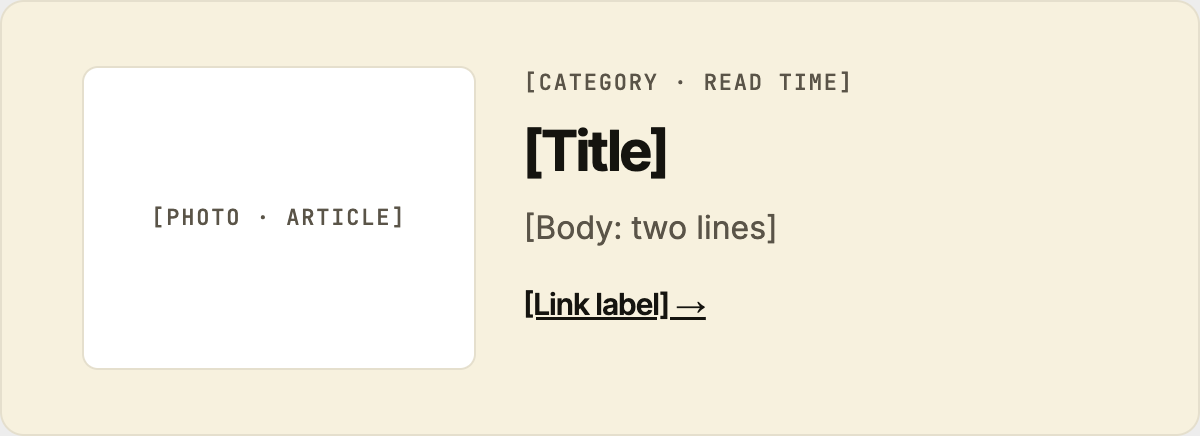 [PHOTO · ARTICLE]
[CATEGORY · READ TIME]
[Title]
[Body: two lines]
[Link label] →